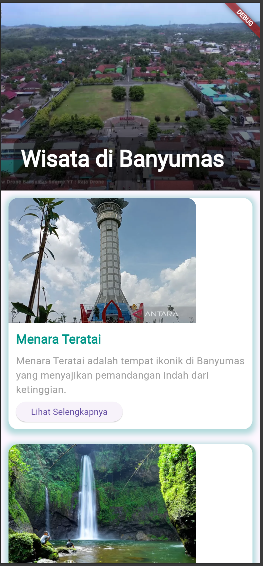 DEBUG
Wisata di Banyumas
ANTARA
Menara Teratai
Menara Teratai adalah tempat ikonik di Banyumas
yang menyajikan pemandangan indah dari
ketinggian.
Lihat Selengkapnya